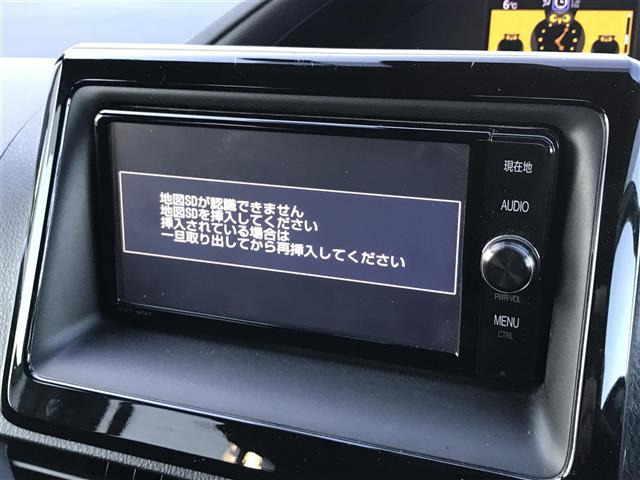 6℃
地図SDが認識できません
地図SDを挿入してください
挿入されている場合は
一旦取り出してから再挿入してください
現在地
AUDIO
PWR-VOL
MENU
CTRL